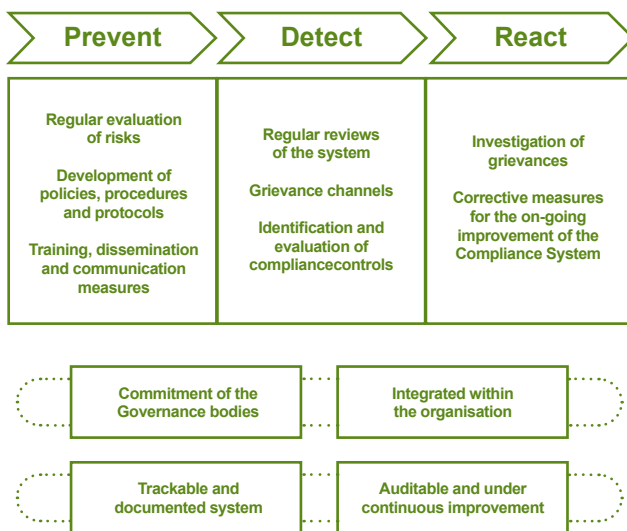 Prevent
Detect
React
Regular evaluation
of risks
Development of
policies, procedures
and protocols
Training, dissemination
and communication
measures
Regular reviews
of the system
Grievance channels
Identification and
evaluation of
compliancecontrols
Investigation of
grievances
Corrective measures
for the on-going
improvement of the
Compliance System
Commitment of the
Governance bodies
Integrated within
the organisation
Trackable and
documented system
Auditable and under
continuous improvement